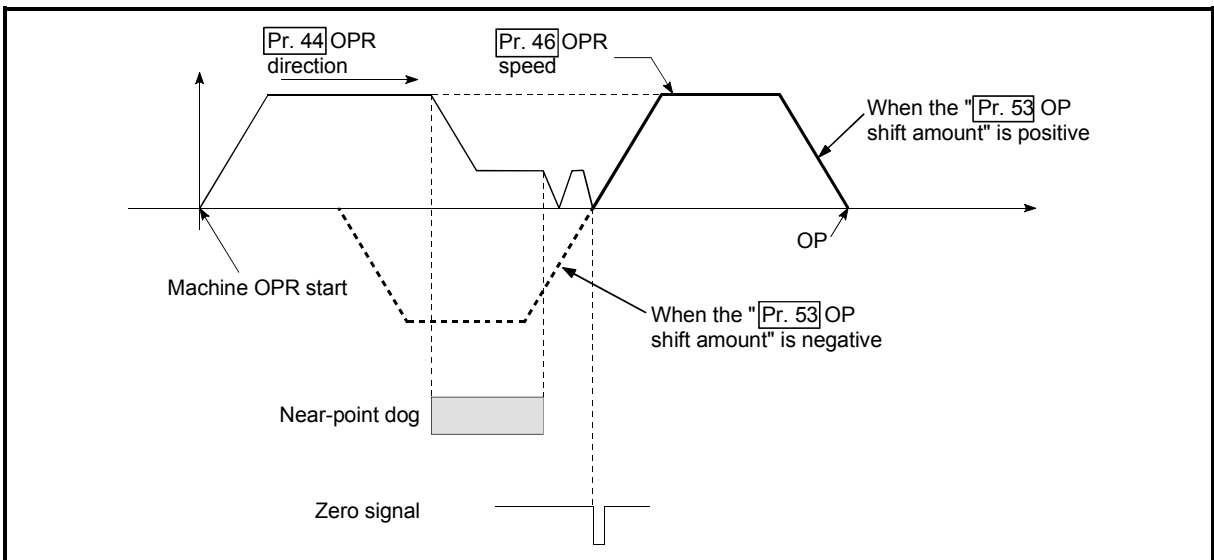 Pr. 44 OPR
direction
Pr. 46 OPR
speed
When the "Pr. 53 OP
shift amount" is positive
OP
Machine OPR start
When the "Pr. 53 OP
shift amount" is negative
Near-point dog
Zero signal